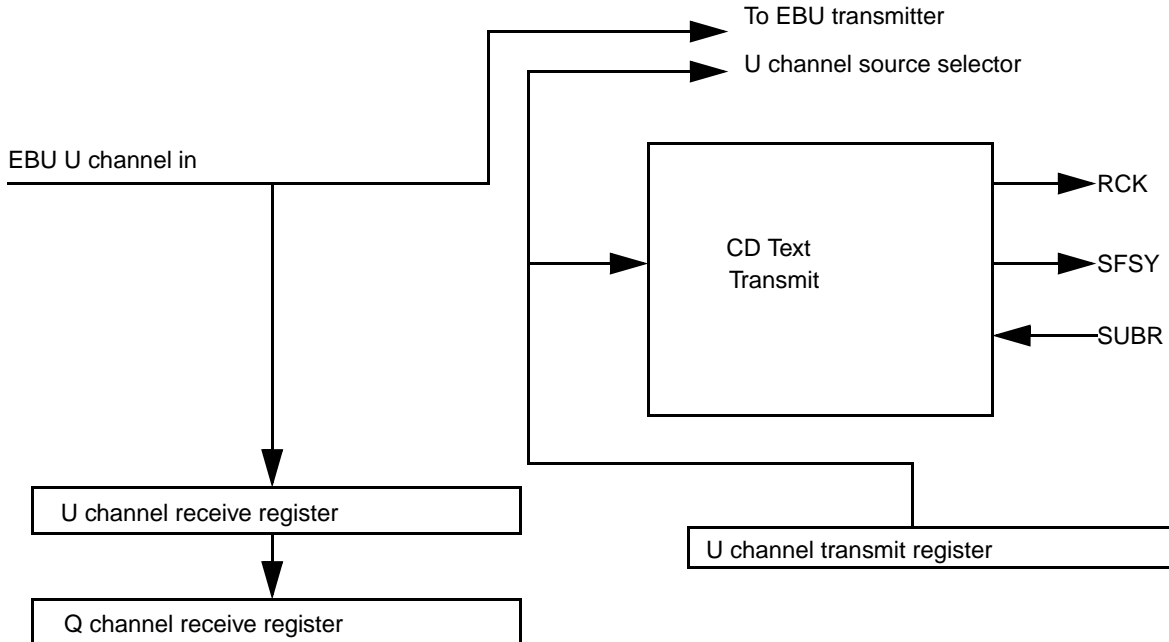 To EBU transmitter
U channel source selector
EBU U channel in
RCK
CD Text
Transmit
SFSY
SUBR
U channel receive register
U channel transmit register
Q channel receive register